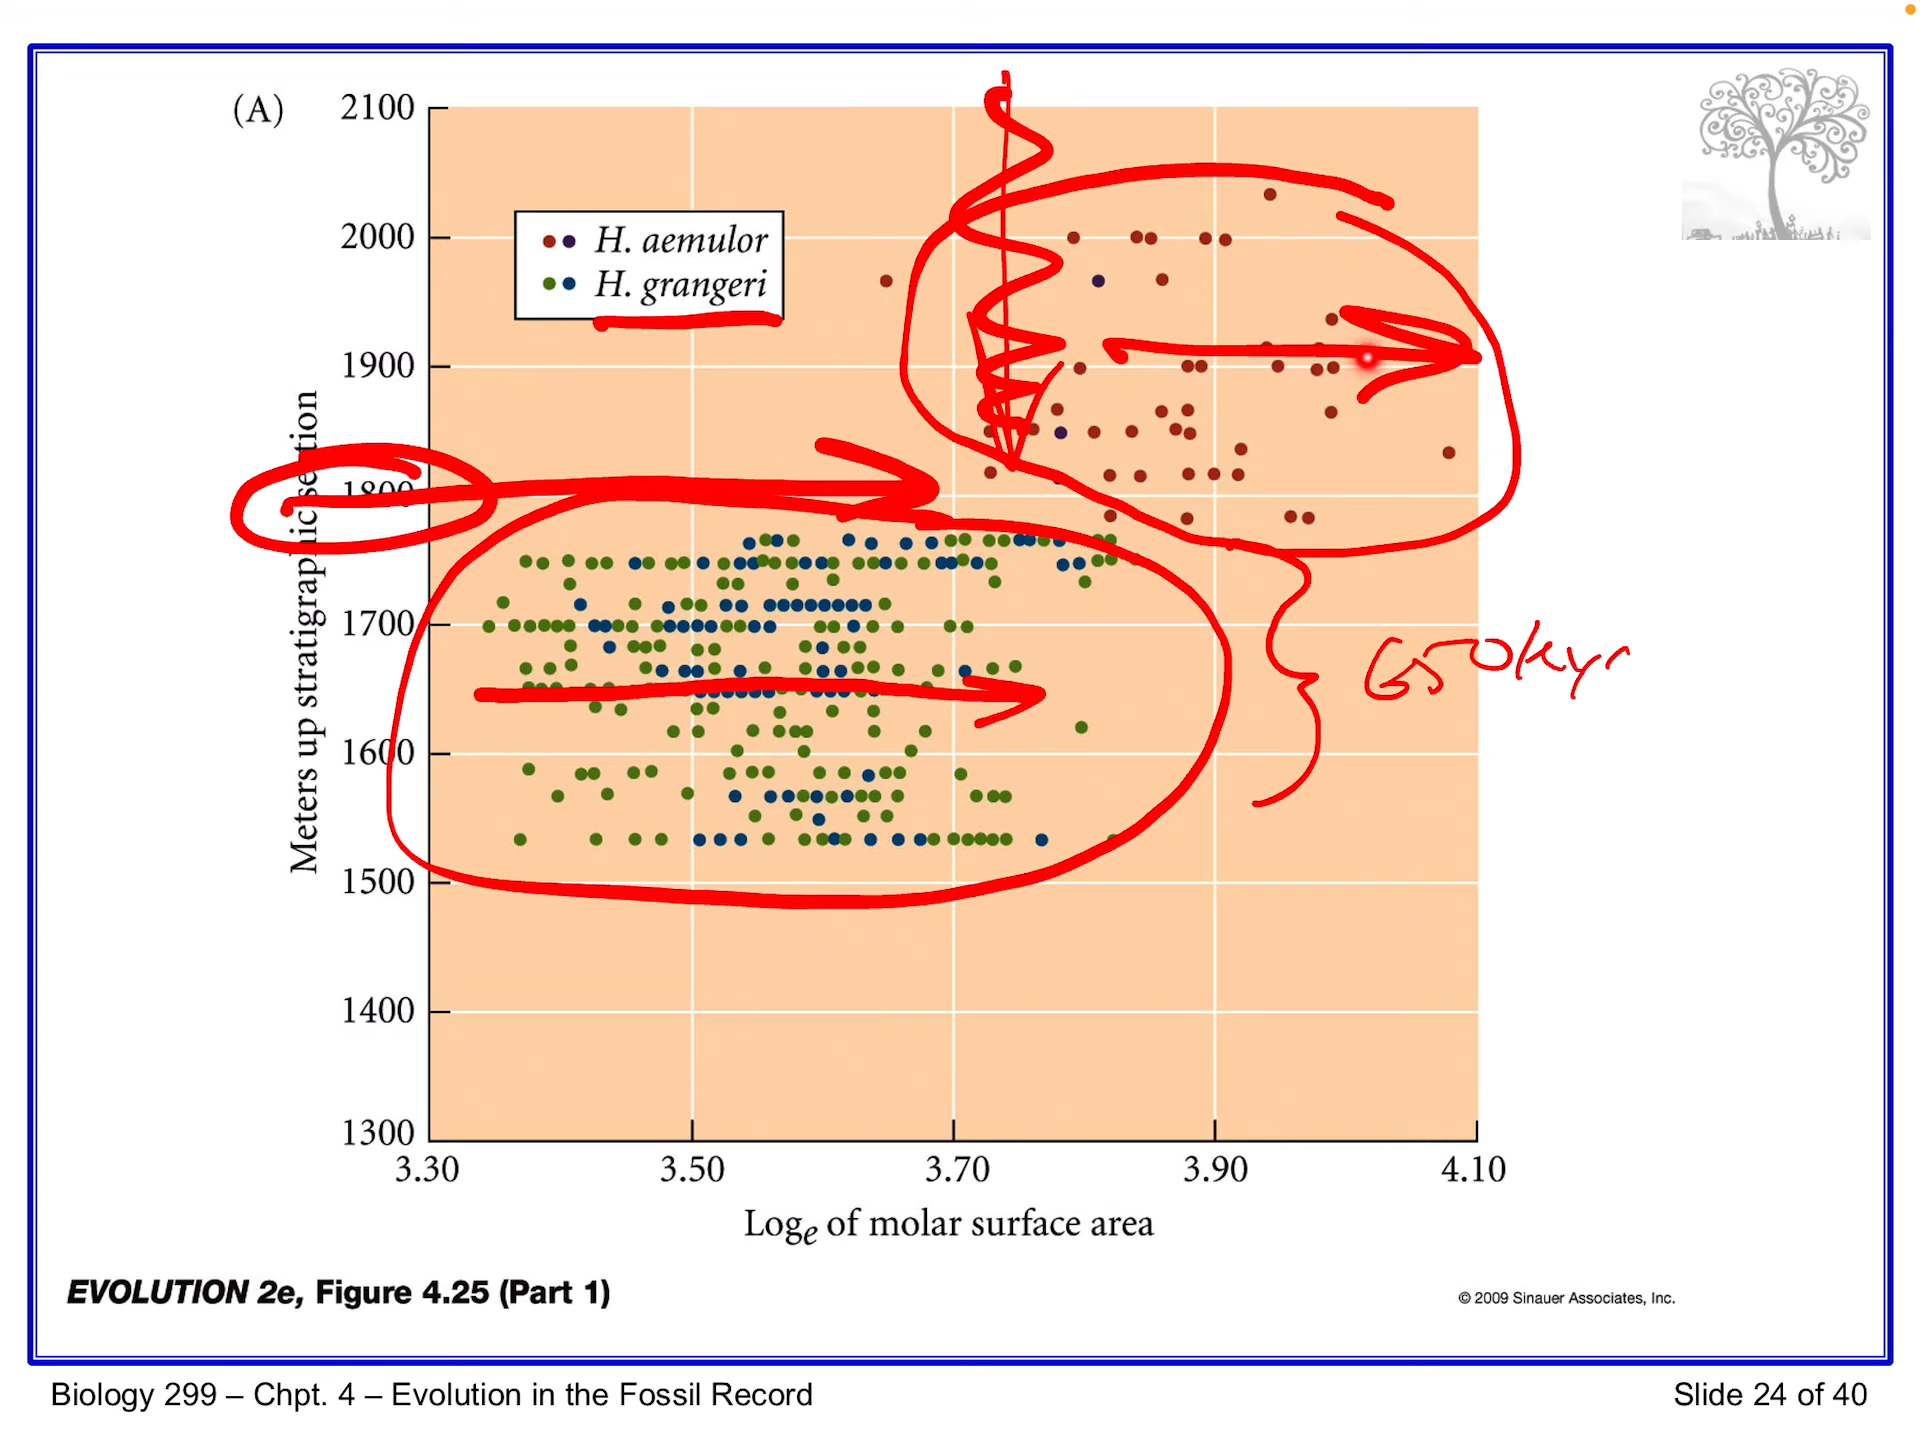 (A)
2100
2000
1900
1800
1700
1600
1500
1400
1300
Meters up stratigraphic section
H. aemulor
H. grangeri
650kyr
3.30 3.50 3.70 3.90 4.10
Logₑ of molar surface area
EVOLUTION 2e, Figure 4.25 (Part 1)
© 2009 Sinauer Associates, Inc.
Biology 299 – Chpt. 4 – Evolution in the Fossil Record
Slide 24 of 40